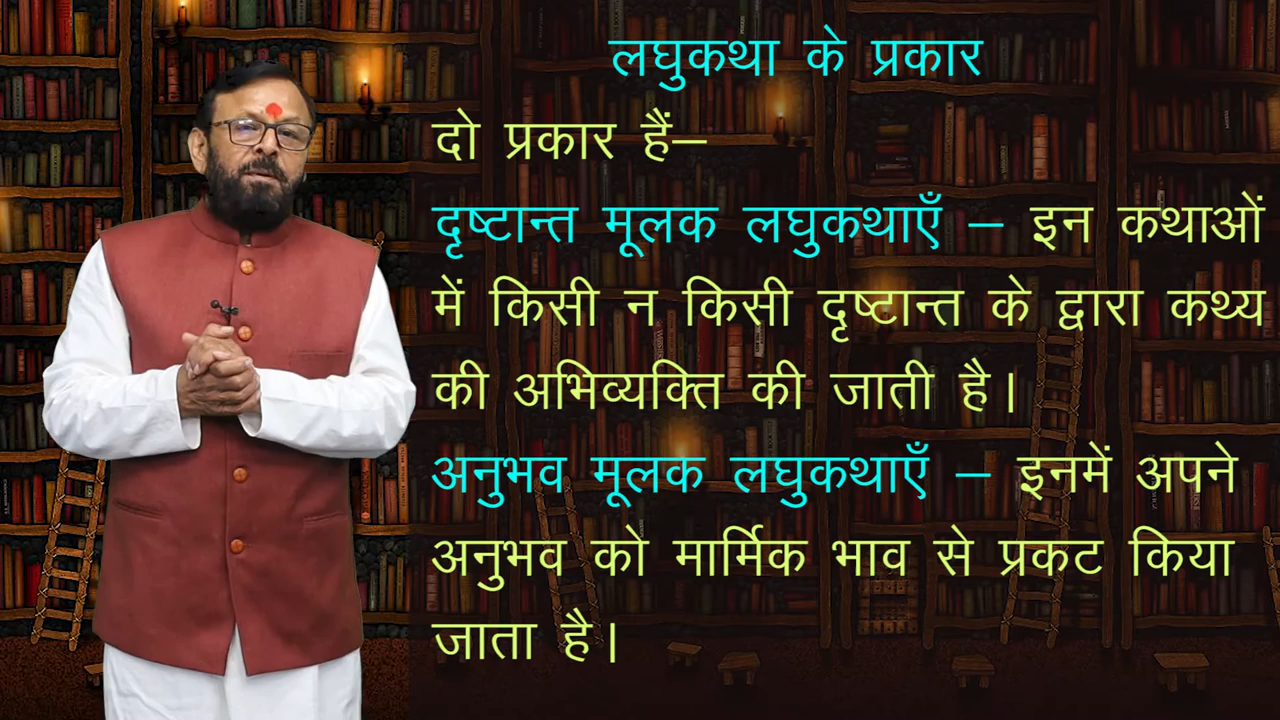 लघुकथा के प्रकार
दो प्रकार हैं—
दृष्टान्त मूलक लघुकथाएँ – इन कथाओं
में किसी न किसी दृष्टान्त के द्वारा कथ्य
की अभिव्यक्ति की जाती है।
अनुभव मूलक लघुकथाएँ – इनमें अपने
अनुभव को मार्मिक भाव से प्रकट किया
जाता है।